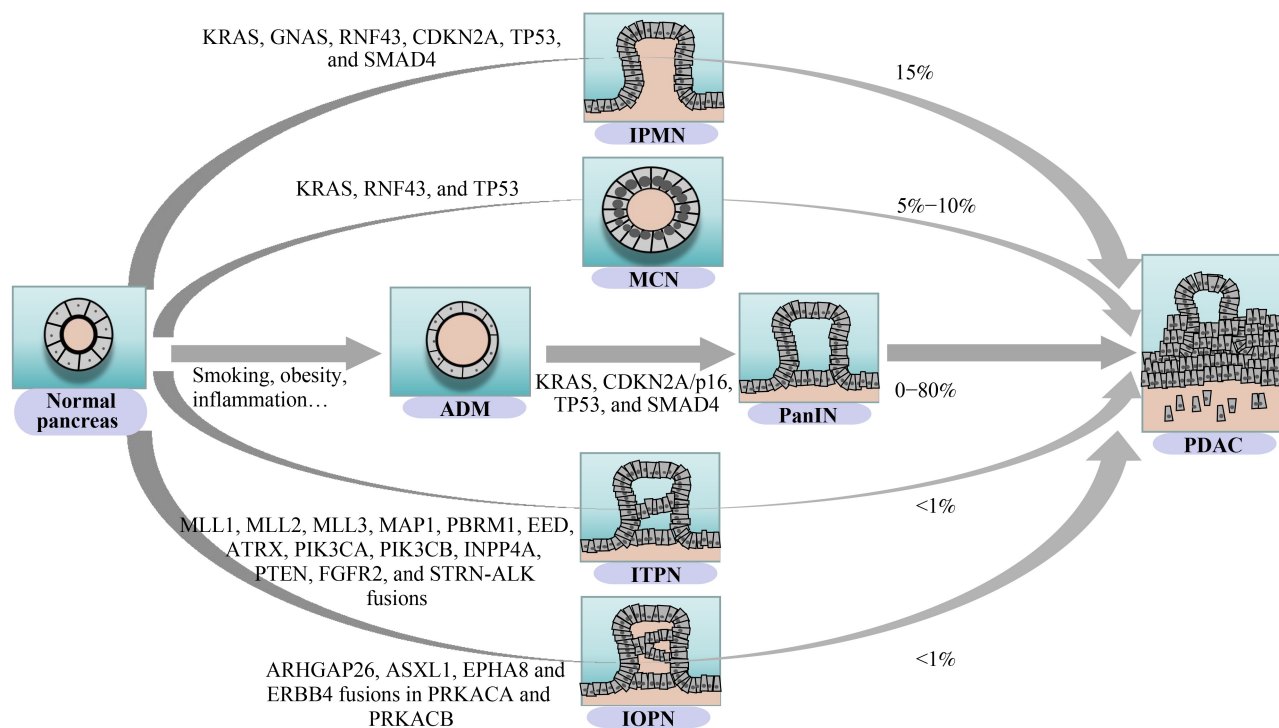 KRAS, GNAS, RNF43, CDKN2A, TP53,
and SMAD4
15%
IPMN
KRAS, RNF43, and TP53
5%−10%
MCN
Normal
pancreas
Smoking, obesity,
inflammation…
ADM
KRAS, CDKN2A/p16,
TP53, and SMAD4
PanIN
0−80%
PDAC
MLL1, MLL2, MLL3, MAP1, PBRM1, EED,
ATRX, PIK3CA, PIK3CB, INPP4A,
PTEN, FGFR2, and STRN-ALK
fusions
<1%
ITPN
ARHGAP26, ASXL1, EPHA8 and
ERBB4 fusions in PRKACA and
PRKACB
<1%
IOPN